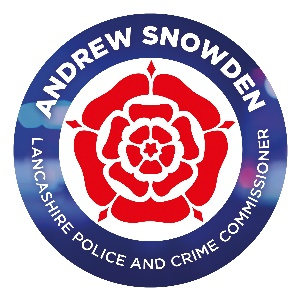 ANDREW SNOWDEN
LANCASHIRE POLICE AND CRIME COMMISSIONER